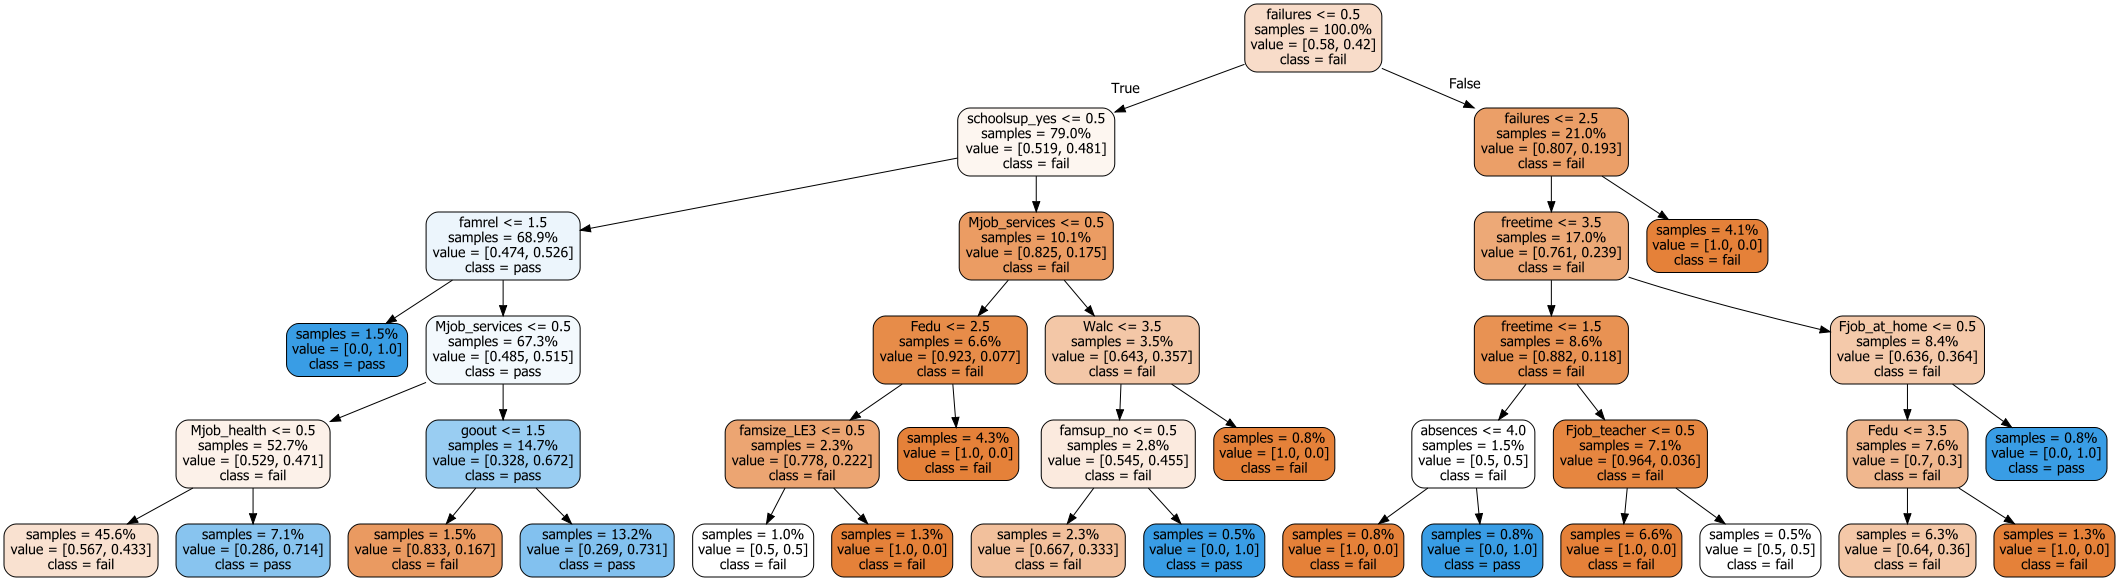 failures <= 0.5
samples = 100.0%
value = [0.58, 0.42]
class = fail
True
False
schoolsup_yes <= 0.5
samples = 79.0%
value = [0.519, 0.481]
class = fail
failures <= 2.5
samples = 21.0%
value = [0.807, 0.193]
class = fail
famrel <= 1.5
samples = 68.9%
value = [0.474, 0.526]
class = pass
Mjob_services <= 0.5
samples = 10.1%
value = [0.825, 0.175]
class = fail
freetime <= 3.5
samples = 17.0%
value = [0.761, 0.239]
class = fail
samples = 4.1%
value = [1.0, 0.0]
class = fail
samples = 1.5%
value = [0.0, 1.0]
class = pass
Mjob_services <= 0.5
samples = 67.3%
value = [0.485, 0.515]
class = pass
Fedu <= 2.5
samples = 6.6%
value = [0.923, 0.077]
class = fail
Walc <= 3.5
samples = 3.5%
value = [0.643, 0.357]
class = fail
freetime <= 1.5
samples = 8.6%
value = [0.882, 0.118]
class = fail
Fjob_at_home <= 0.5
samples = 8.4%
value = [0.636, 0.364]
class = fail
Mjob_health <= 0.5
samples = 52.7%
value = [0.529, 0.471]
class = fail
goout <= 1.5
samples = 14.7%
value = [0.328, 0.672]
class = pass
famsize_LE3 <= 0.5
samples = 2.3%
value = [0.778, 0.222]
class = fail
samples = 4.3%
value = [1.0, 0.0]
class = fail
famsup_no <= 0.5
samples = 2.8%
value = [0.545, 0.455]
class = fail
samples = 0.8%
value = [1.0, 0.0]
class = fail
absences <= 4.0
samples = 1.5%
value = [0.5, 0.5]
class = fail
Fjob_teacher <= 0.5
samples = 7.1%
value = [0.964, 0.036]
class = fail
Fedu <= 3.5
samples = 7.6%
value = [0.7, 0.3]
class = fail
samples = 0.8%
value = [0.0, 1.0]
class = pass
samples = 45.6%
value = [0.567, 0.433]
class = fail
samples = 7.1%
value = [0.286, 0.714]
class = pass
samples = 1.5%
value = [0.833, 0.167]
class = fail
samples = 13.2%
value = [0.269, 0.731]
class = pass
samples = 1.0%
value = [0.5, 0.5]
class = fail
samples = 1.3%
value = [1.0, 0.0]
class = fail
samples = 2.3%
value = [0.667, 0.333]
class = fail
samples = 0.5%
value = [0.0, 1.0]
class = pass
samples = 0.8%
value = [1.0, 0.0]
class = fail
samples = 0.8%
value = [0.0, 1.0]
class = pass
samples = 6.6%
value = [1.0, 0.0]
class = fail
samples = 0.5%
value = [0.5, 0.5]
class = fail
samples = 6.3%
value = [0.64, 0.36]
class = fail
samples = 1.3%
value = [1.0, 0.0]
class = fail